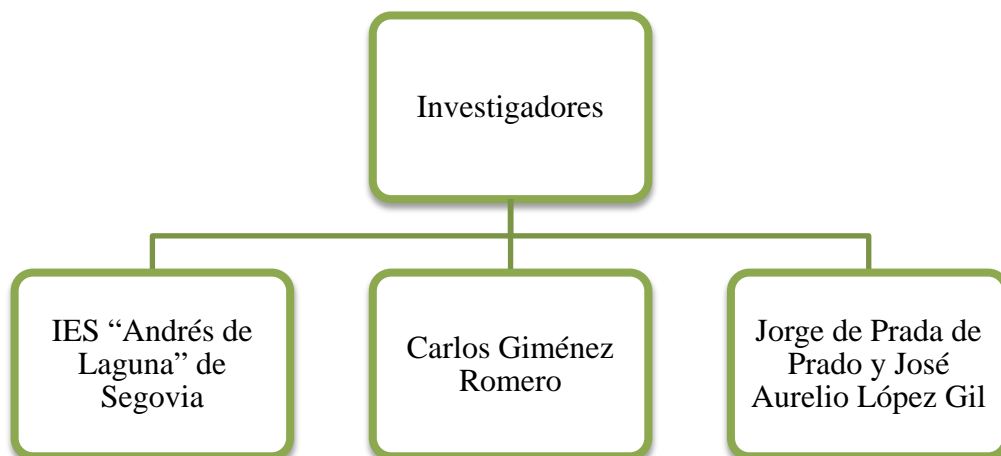 Investigadores
IES “Andrés de
Laguna” de
Segovia
Carlos Giménez
Romero
Jorge de Prada de
Prado y José
Aurelio López Gil